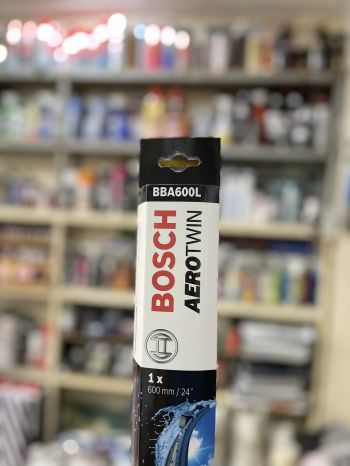 BBA600L
BOSCH
AEROTWIN
1 x
600 mm / 24"